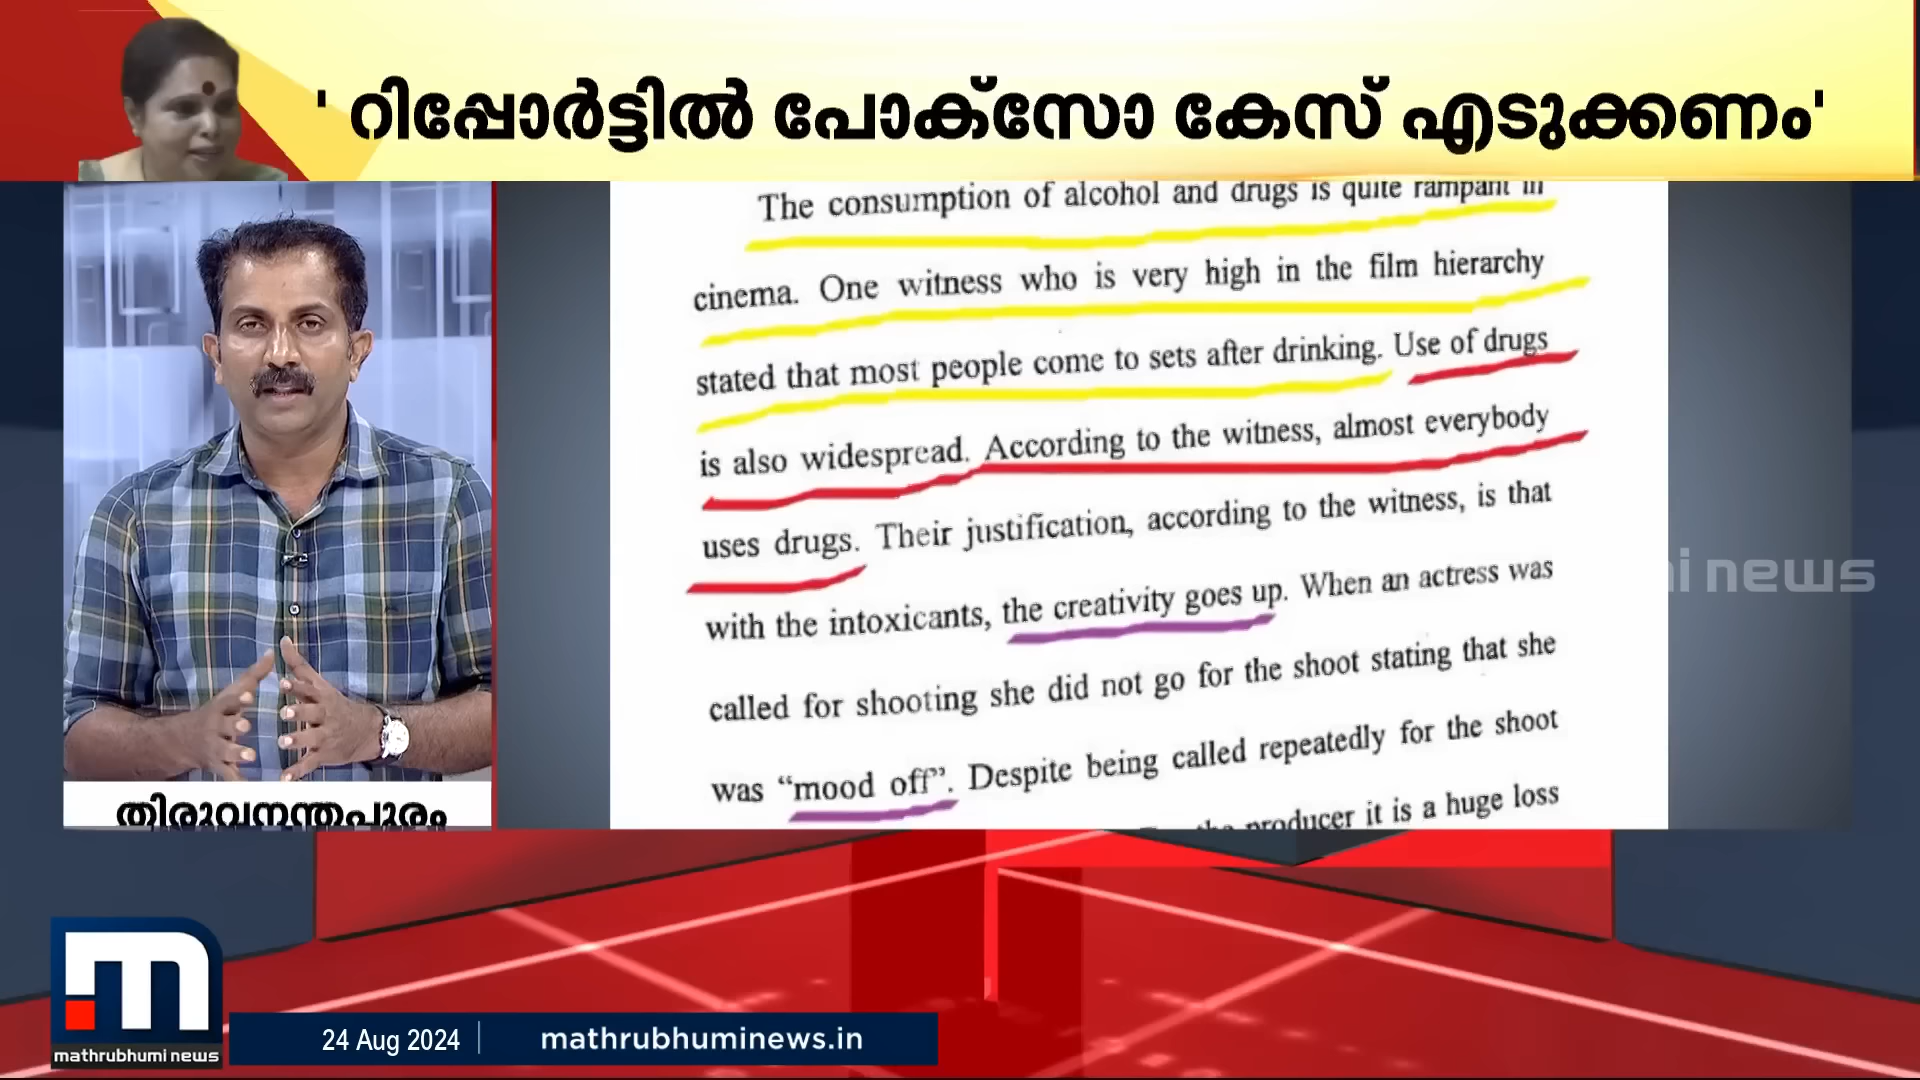 ' റിപ്പോർട്ടിൽ പോക്സോ കേസ് എടുക്കണം'
The consumption of alcohol and drugs is quite rampant in
cinema. One witness who is very high in the film hierarchy
stated that most people come to sets after drinking. Use of drugs
is also widespread. According to the witness, almost everybody
uses drugs. Their justification, according to the witness, is that
with the intoxicants, the creativity goes up. When an actress was
called for shooting she did not go for the shoot stating that she
was “mood off”. Despite being called repeatedly for the shoot
the producer it is a huge loss
തിരുവനന്തപുരം
news
mathrubhumi news
24 Aug 2024
mathrubhuminews.in